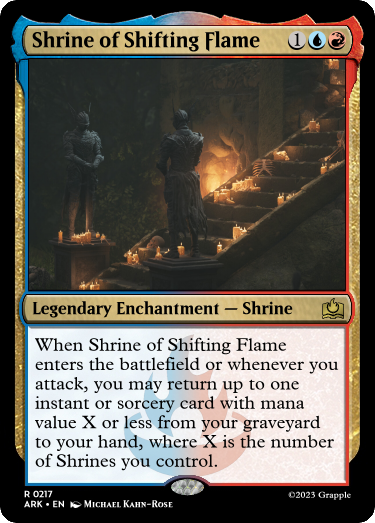 Shrine of Shifting Flame 1
Legendary Enchantment — Shrine
When Shrine of Shifting Flame
enters the battlefield or whenever you
attack, you may return up to one
instant or sorcery card with mana
value X or less from your graveyard
to your hand, where X is the number
of Shrines you control.
R 0217
ARK • EN Michael Kahn-Rose
©2023 Grapple